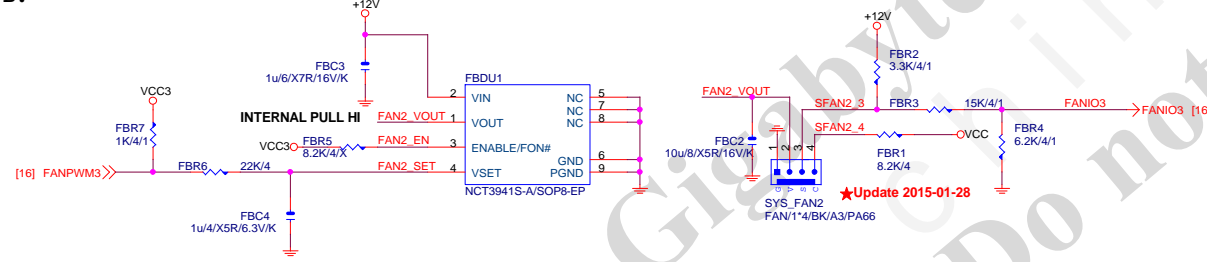 +12V
FBC3
1u/6/X7R/16V/K
VCC3
FBR7
1K/4/1
INTERNAL PULL HI
VCC3
FBR5
8.2K/4/X
[16] FANPWM3
FBR6
22K/4
FBC4
1u/4/X5R/6.3V/K
FAN2_VOUT
FAN2_EN
FAN2_SET
FBDU1
2 VIN NC 5
NC 7
1 VOUT NC 8
3 ENABLE/FON#
GND 6
4 VSET PGND 9
NCT3941S-A/SOP8-EP
+12V
FBR2
3.3K/4/1
FAN2_VOUT
SFAN2_3
FBR3
15K/4/1
FANIO3
FANIO3 [16
SFAN2_4
VCC
FBR1
8.2K/4
FBR4
6.2K/4/1
FBC2
10u/8/X5R/16V/K
1 2 3 4
G V S C
★Update 2015-01-28
SYS_FAN2
FAN/1*4/BK/A3/PA66
Gigabyte
Do not